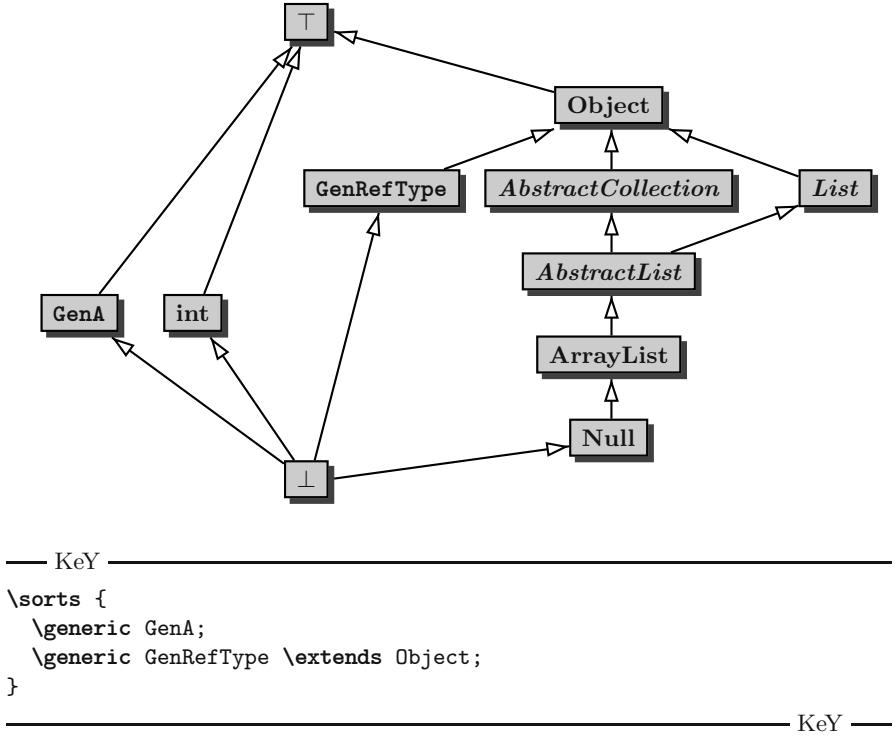 ⊤
Object
GenRefType AbstractCollection List
AbstractList
GenA int
ArrayList
Null
⊥
KeY
\sorts {
\generic GenA;
\generic GenRefType \extends Object;
}
KeY